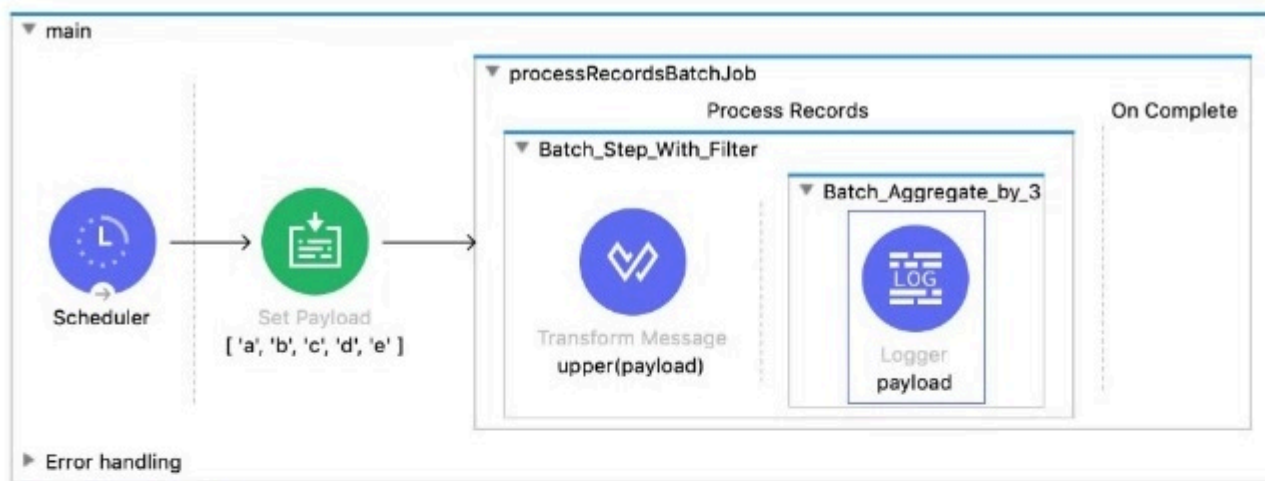 main
processRecordsBatchJob
Process Records
On Complete
Batch_Step_With_Filter
Batch_Aggregate_by_3
LOG
Scheduler
Set Payload
[ 'a', 'b', 'c', 'd', 'e' ]
Transform Message
upper(payload)
Logger
payload
Error handling